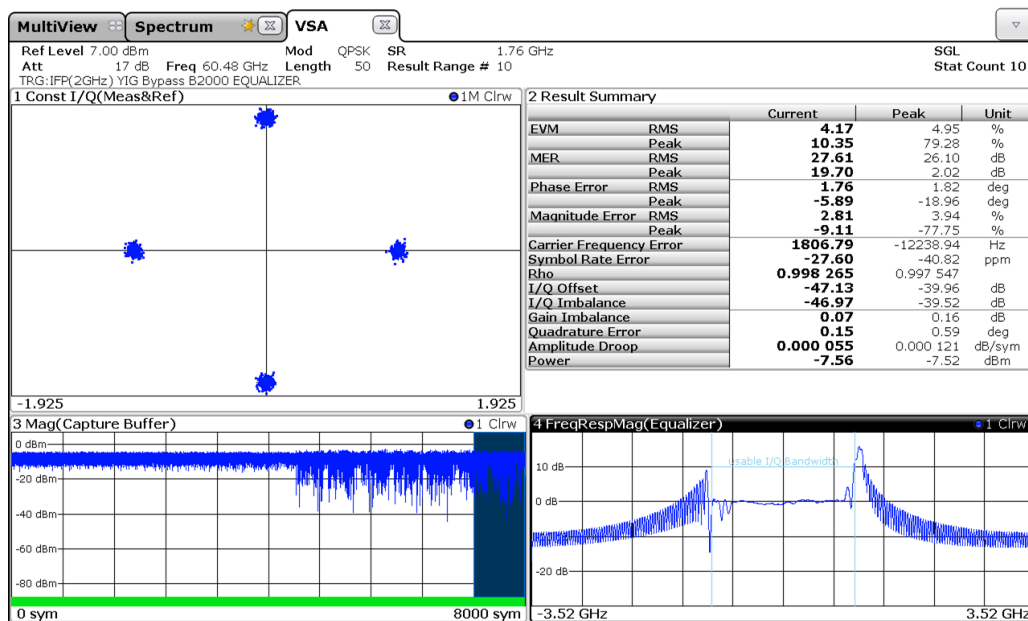 MultiView Spectrum VSA
Ref Level 7.00 dBm Mod QPSK SR 1.76 GHz SGL
Att 17 dB Freq 60.48 GHz Length 50 Result Range # 10 Stat Count 10
TRG:IFP(2GHz) YIG Bypass B2000 EQUALIZER
1 Const I/Q(Meas&Ref) 1M Clrw
-1.925 1.925
2 Result Summary
Current Peak Unit
EVM RMS 4.17 4.95 %
Peak 10.35 79.28 %
MER RMS 27.61 26.10 dB
Peak 19.70 2.02 dB
Phase Error RMS 1.76 1.82 deg
Peak -5.89 -18.96 deg
Magnitude Error RMS 2.81 3.94 %
Peak -9.11 -77.75 %
Carrier Frequency Error 1806.79 -12238.94 Hz
Symbol Rate Error -27.60 -40.82 ppm
Rho 0.998 265 0.997 547
I/Q Offset -47.13 -39.96 dB
I/Q Imbalance -46.97 -39.52 dB
Gain Imbalance 0.07 0.16 dB
Quadrature Error 0.15 0.59 deg
Amplitude Droop 0.000 055 0.000 121 dB/sym
Power -7.56 -7.52 dBm
3 Mag(Capture Buffer) 1 Clrw
0 dBm
-20 dBm
-40 dBm
-60 dBm
-80 dBm
0 sym 8000 sym
4 FreqRespMag(Equalizer) 1 Clrw
usable I/Q Bandwidth
10 dB
0 dB
-20 dB
-3.52 GHz 3.52 GHz